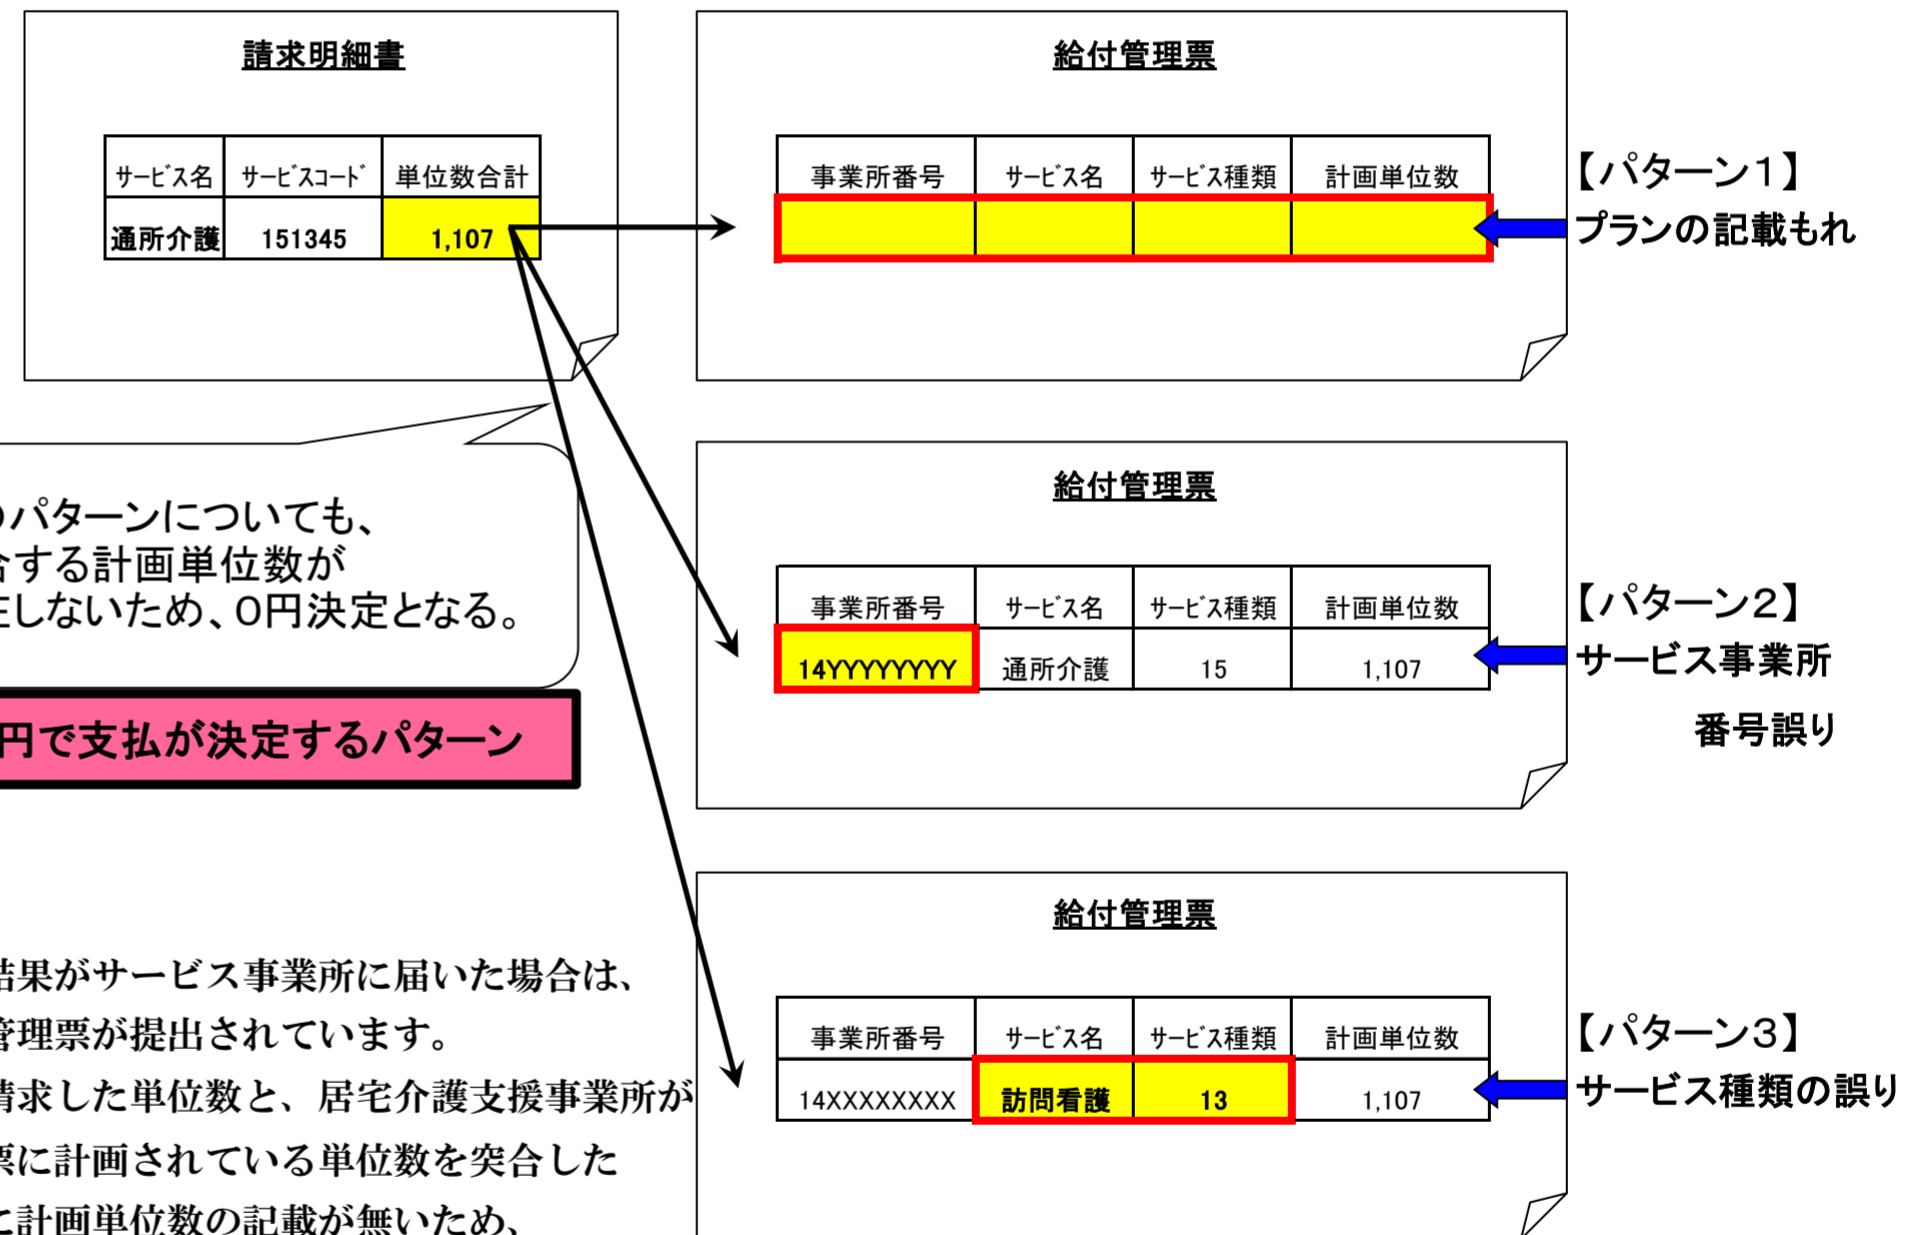 請求明細書
サービス名 サービスコード 単位数合計
通所介護 151345 1,107
給付管理票
事業所番号 サービス名 サービス種類 計画単位数
【パターン1】
プランの記載もれ
パターンについても、
する計画単位数が
しないため、0円決定となる。
円で支払が決定するパターン
給付管理票
事業所番号 サービス名 サービス種類 計画単位数
14YYYYYYYY 通所介護 15 1,107
【パターン2】
サービス事業所
番号誤り
結果がサービス事業所に届いた場合は、
管理票が提出されています。
請求した単位数と、居宅介護支援事業所が
票に計画されている単位数を突合した
に計画単位数の記載が無いため、
給付管理票
事業所番号 サービス名 サービス種類 計画単位数
14XXXXXXXX 訪問看護 13 1,107
【パターン3】
サービス種類の誤り